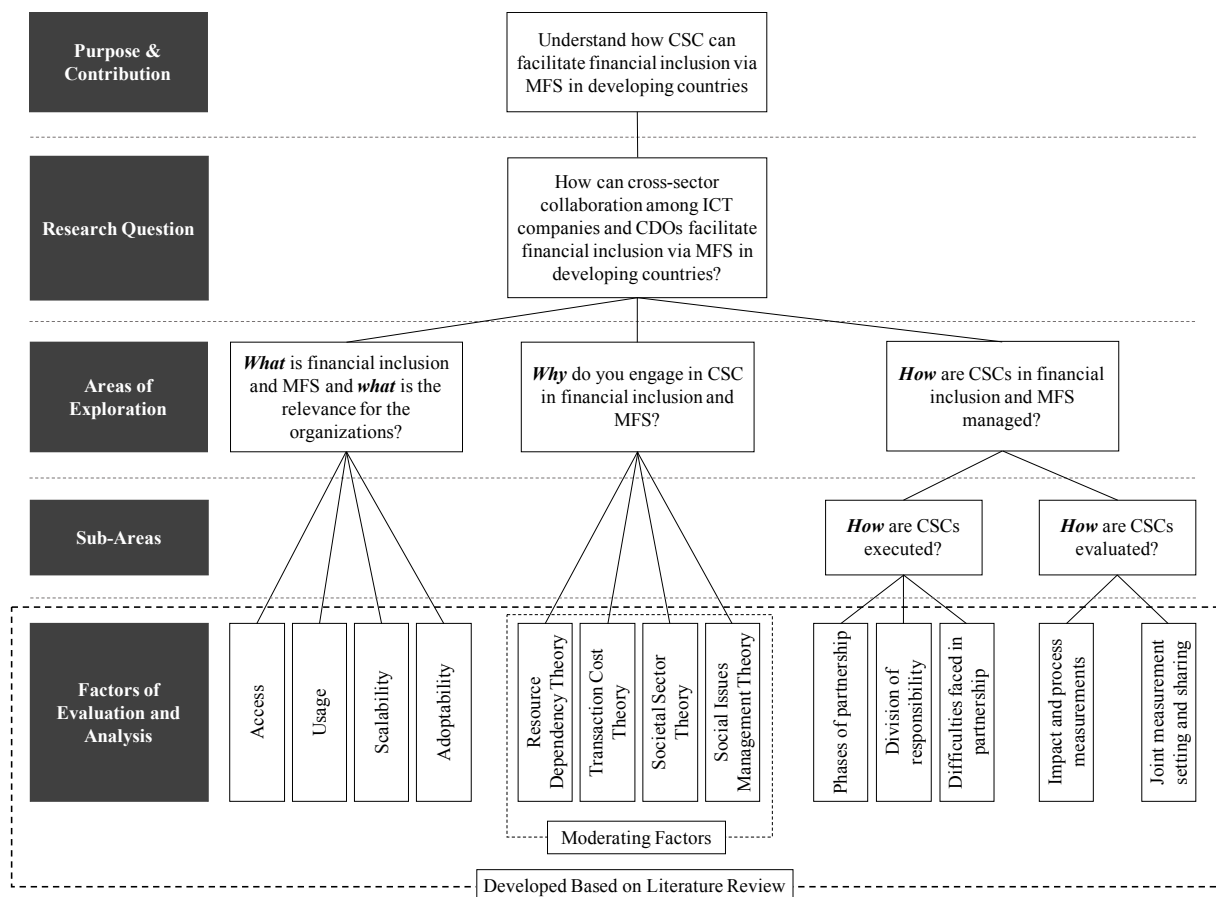 Purpose &
Contribution
Understand how CSC can
facilitate financial inclusion via
MFS in developing countries
Research Question
How can cross-sector
collaboration among ICT
companies and CDOs facilitate
financial inclusion via MFS in
developing countries?
Areas of
Exploration
What is financial inclusion
and MFS and what is the
relevance for the
organizations?
Why do you engage in CSC
in financial inclusion and
MFS?
How are CSCs in financial
inclusion and MFS
managed?
Sub-Areas
How are CSCs
executed?
How are CSCs
evaluated?
Factors of
Evaluation and
Analysis
Access
Usage
Scalability
Adoptability
Resource
Dependency Theory
Transaction Cost
Theory
Societal Sector
Theory
Social Issues
Management Theory
Phases of partnership
Division of
responsibility
Difficulties faced in
partnership
Impact and process
measurements
Joint measurement
setting and sharing
Moderating Factors
Developed Based on Literature Review